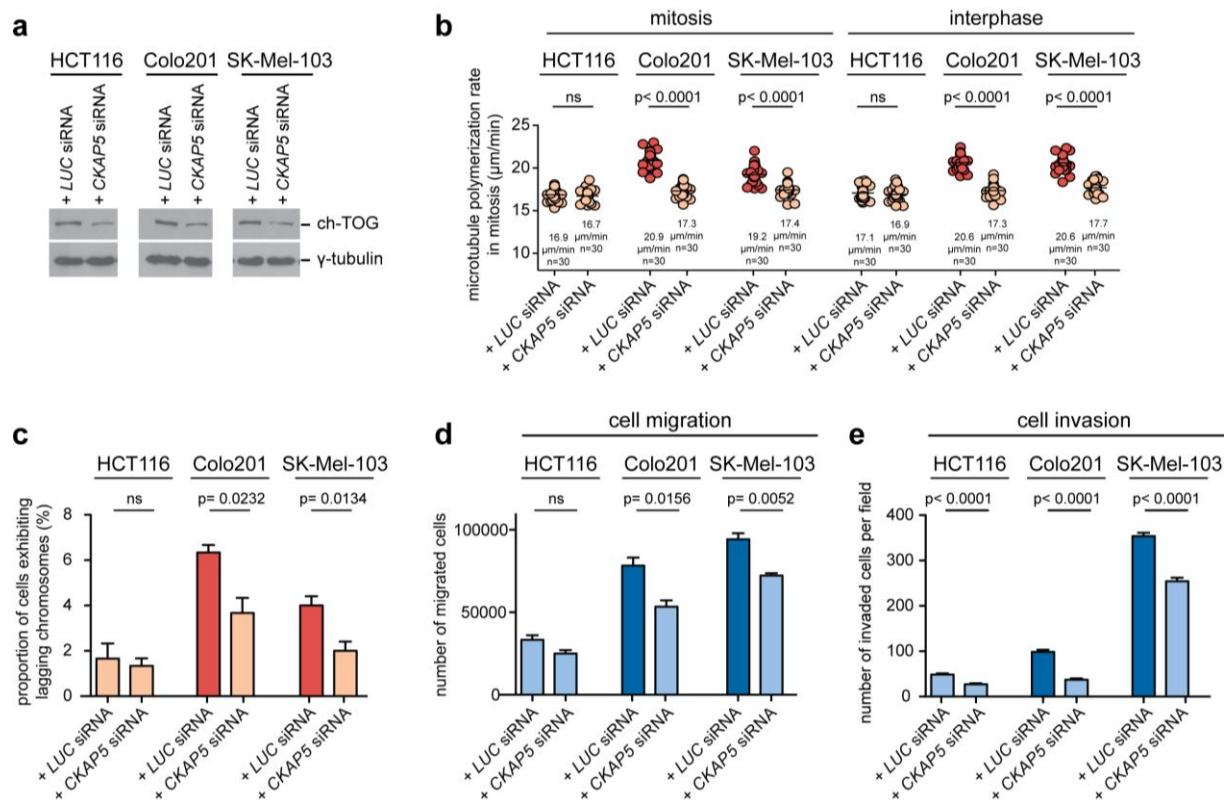 a
HCT116 Colo201 SK-Mel-103
+ LUC siRNA
+ CKAP5 siRNA
+ LUC siRNA
+ CKAP5 siRNA
+ LUC siRNA
+ CKAP5 siRNA
ch-TOG
γ-tubulin
b
mitosis interphase
HCT116 Colo201 SK-Mel-103 HCT116 Colo201 SK-Mel-103
ns p< 0.0001 p< 0.0001 ns p< 0.0001 p< 0.0001
microtubule polymerization rate
in mitosis (µm/min)
25
20
15
10
16.9
µm/min
n=30
16.7
µm/min
n=30
20.9
µm/min
n=30
17.3
µm/min
n=30
19.2
µm/min
n=30
17.4
µm/min
n=30
17.1
µm/min
n=30
16.9
µm/min
n=30
20.6
µm/min
n=30
17.3
µm/min
n=30
20.6
µm/min
n=30
17.7
µm/min
n=30
+ LUC siRNA
+ CKAP5 siRNA
+ LUC siRNA
+ CKAP5 siRNA
+ LUC siRNA
+ CKAP5 siRNA
+ LUC siRNA
+ CKAP5 siRNA
+ LUC siRNA
+ CKAP5 siRNA
+ LUC siRNA
+ CKAP5 siRNA
c
HCT116 Colo201 SK-Mel-103
ns p= 0.0232 p= 0.0134
proportion of cells exhibiting
lagging chromosomes (%)
8
6
4
2
0
+ LUC siRNA
+ CKAP5 siRNA
+ LUC siRNA
+ CKAP5 siRNA
+ LUC siRNA
+ CKAP5 siRNA
d
cell migration
HCT116 Colo201 SK-Mel-103
ns p= 0.0156 p= 0.0052
number of migrated cells
100000
50000
0
+ LUC siRNA
+ CKAP5 siRNA
+ LUC siRNA
+ CKAP5 siRNA
+ LUC siRNA
+ CKAP5 siRNA
e
cell invasion
HCT116 Colo201 SK-Mel-103
p< 0.0001 p< 0.0001 p< 0.0001
number of invaded cells per field
400
300
200
100
0
+ LUC siRNA
+ CKAP5 siRNA
+ LUC siRNA
+ CKAP5 siRNA
+ LUC siRNA
+ CKAP5 siRNA